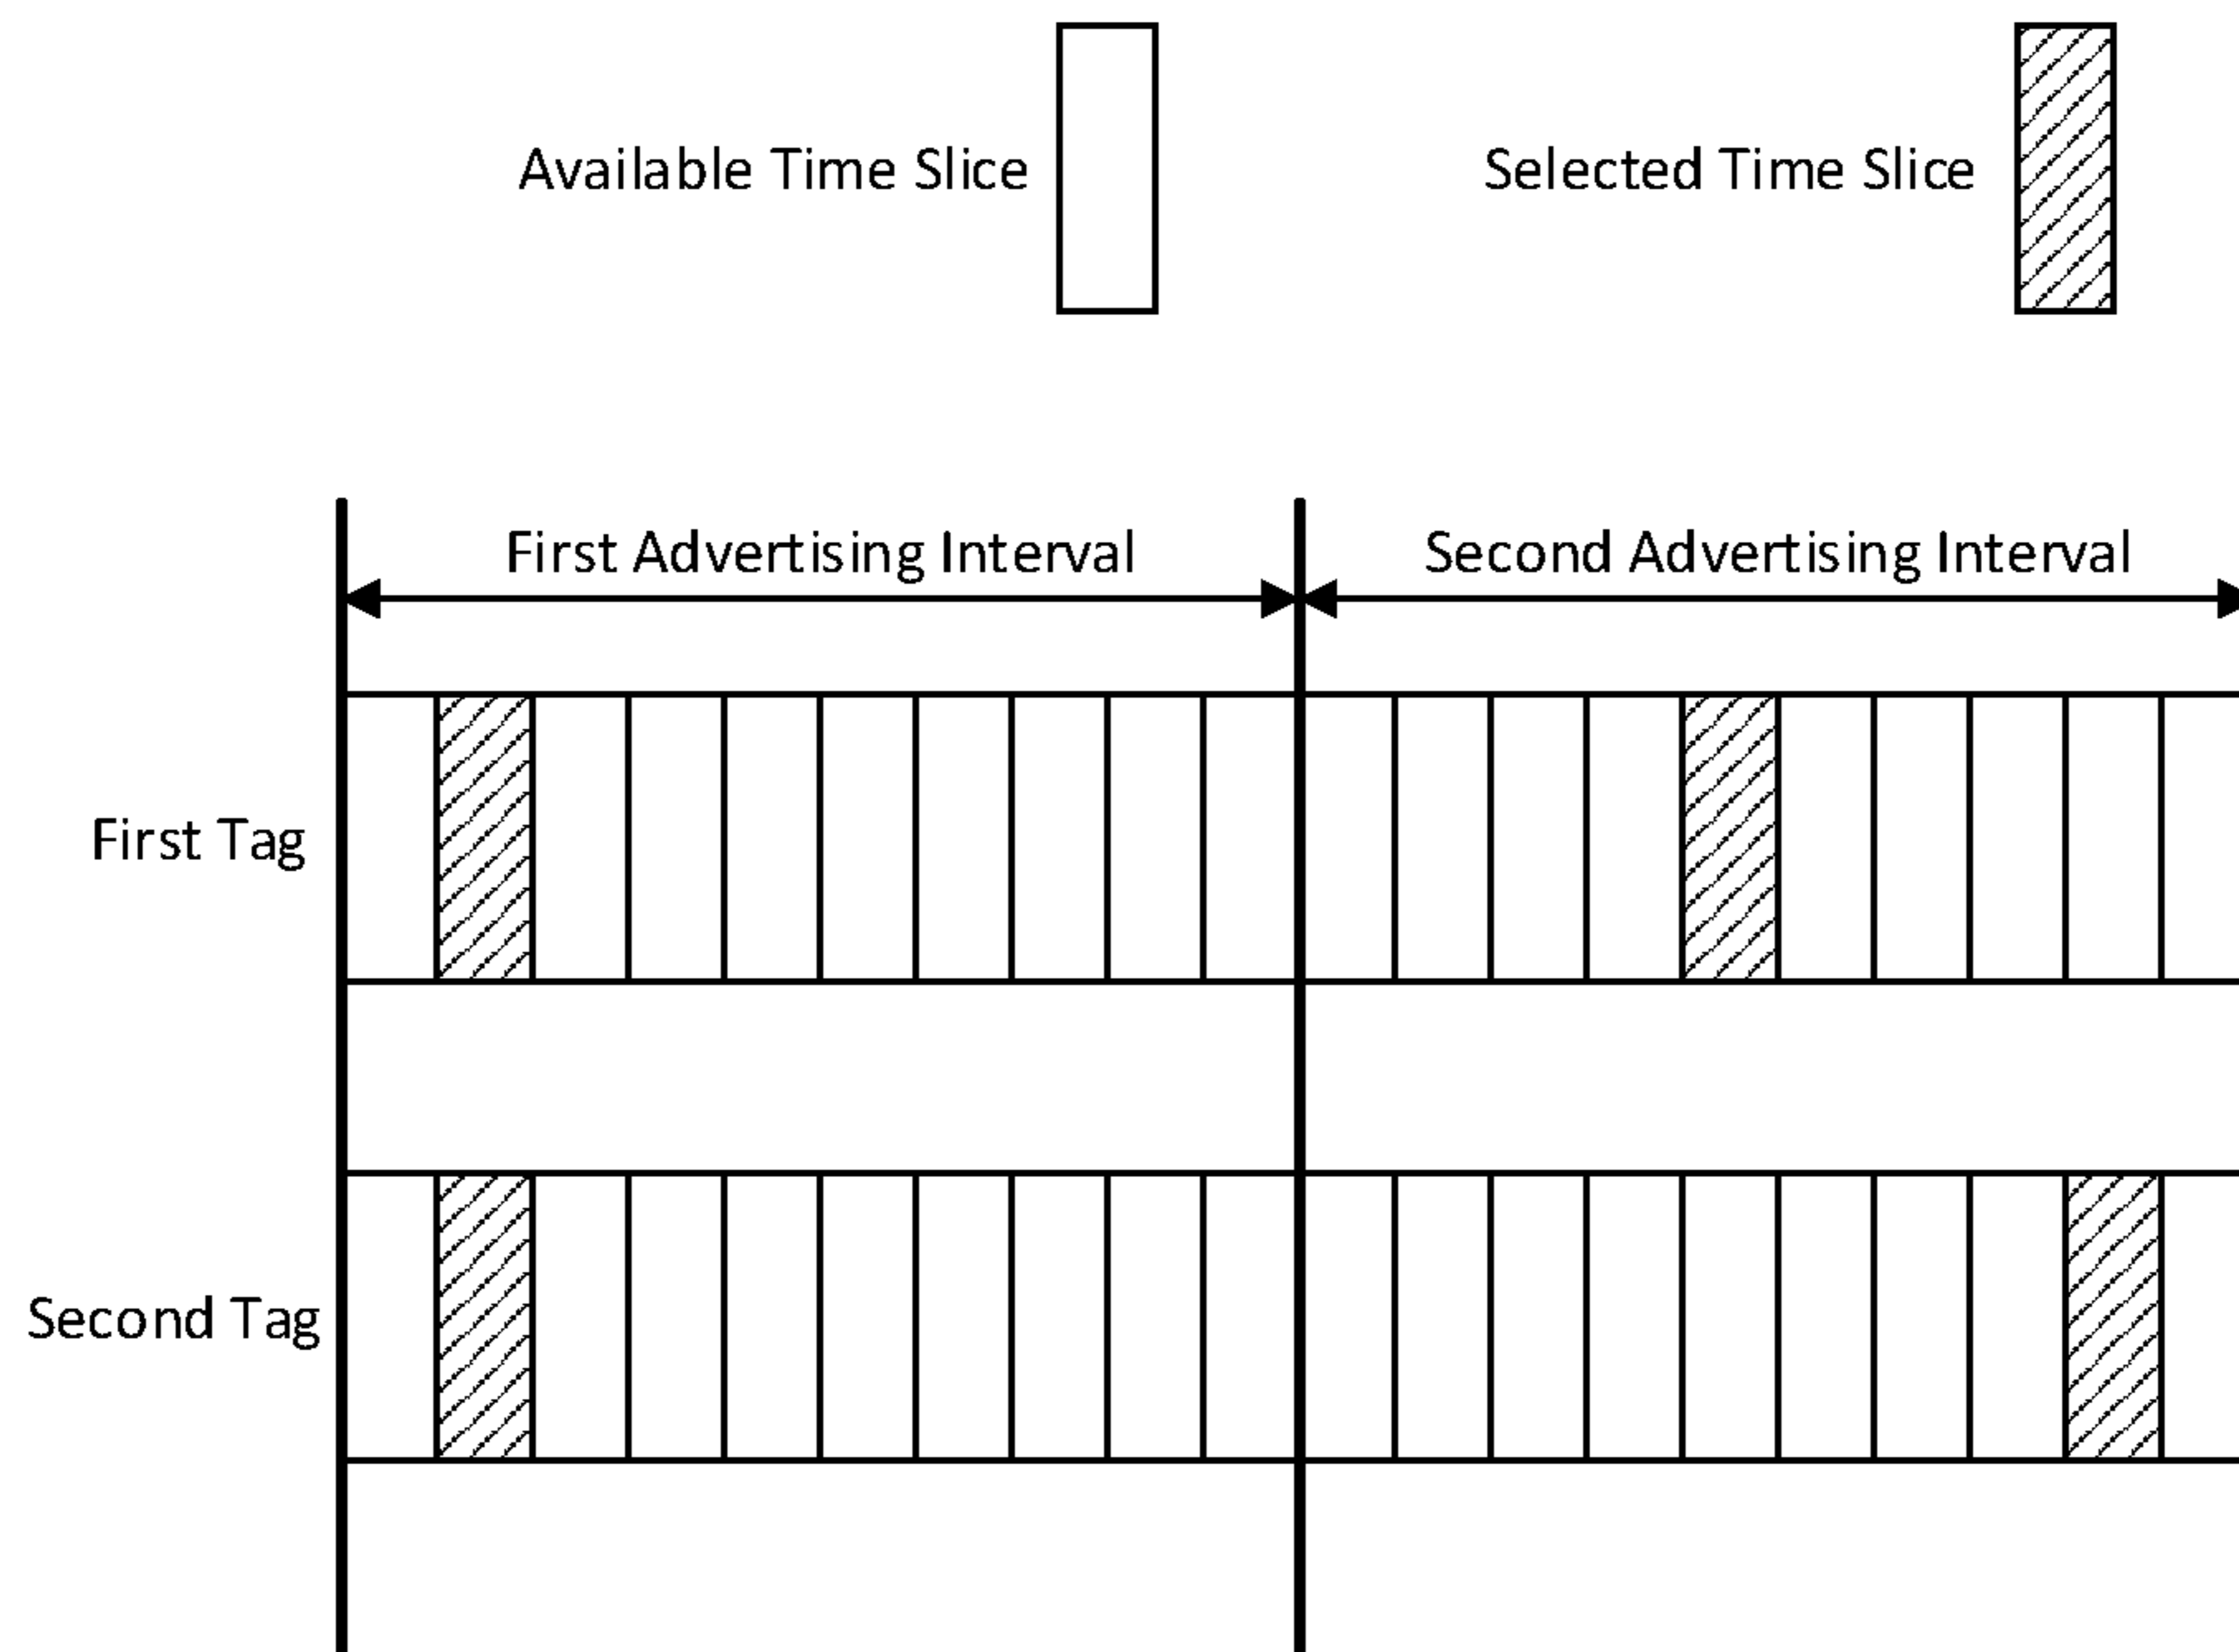 Available Time Slice
Selected Time Slice
First Advertising Interval
Second Advertising Interval
First Tag
Second Tag